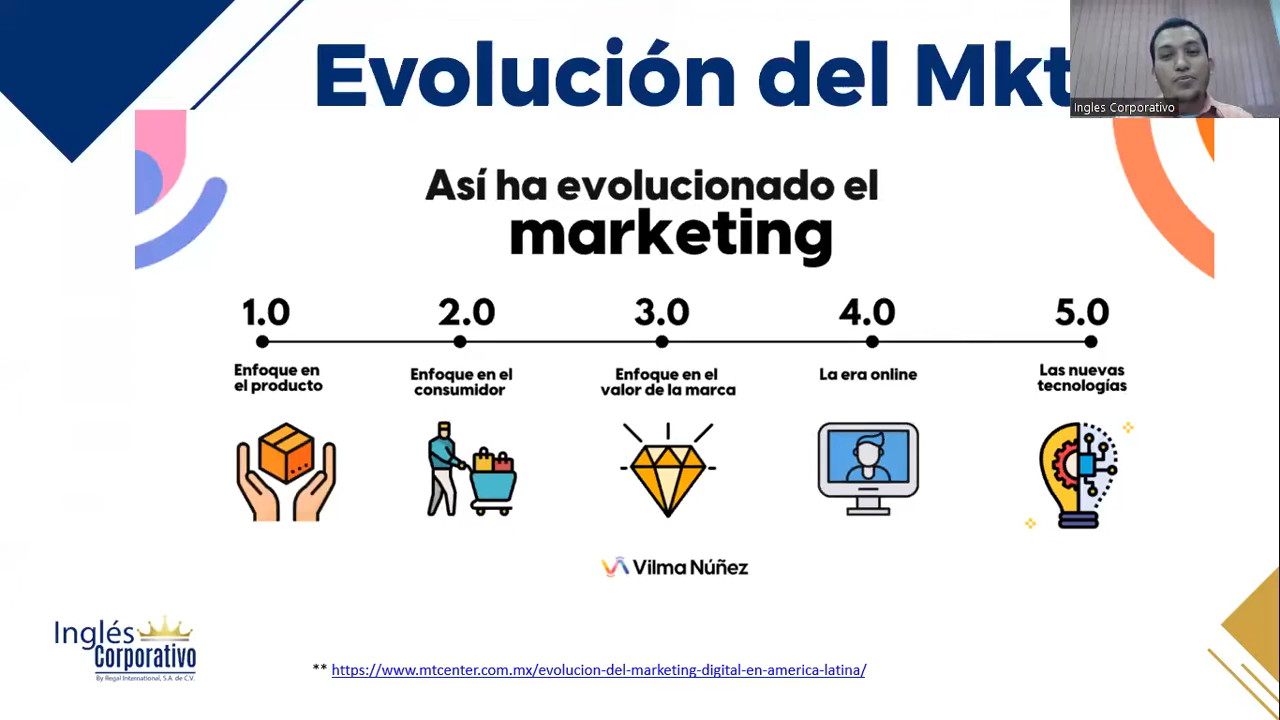 Evolución del Mkt
Ingles Corporativo
Así ha evolucionado el
marketing
1.0
2.0
3.0
4.0
5.0
Enfoque en
el producto
Enfoque en el
consumidor
Enfoque en el
valor de la marca
La era online
Las nuevas
tecnologías
Vilma Núñez
Inglés
Corporativo
By Regal International, S.A. de C.V.
** https://www.mtcenter.com.mx/evolucion-del-marketing-digital-en-america-latina/